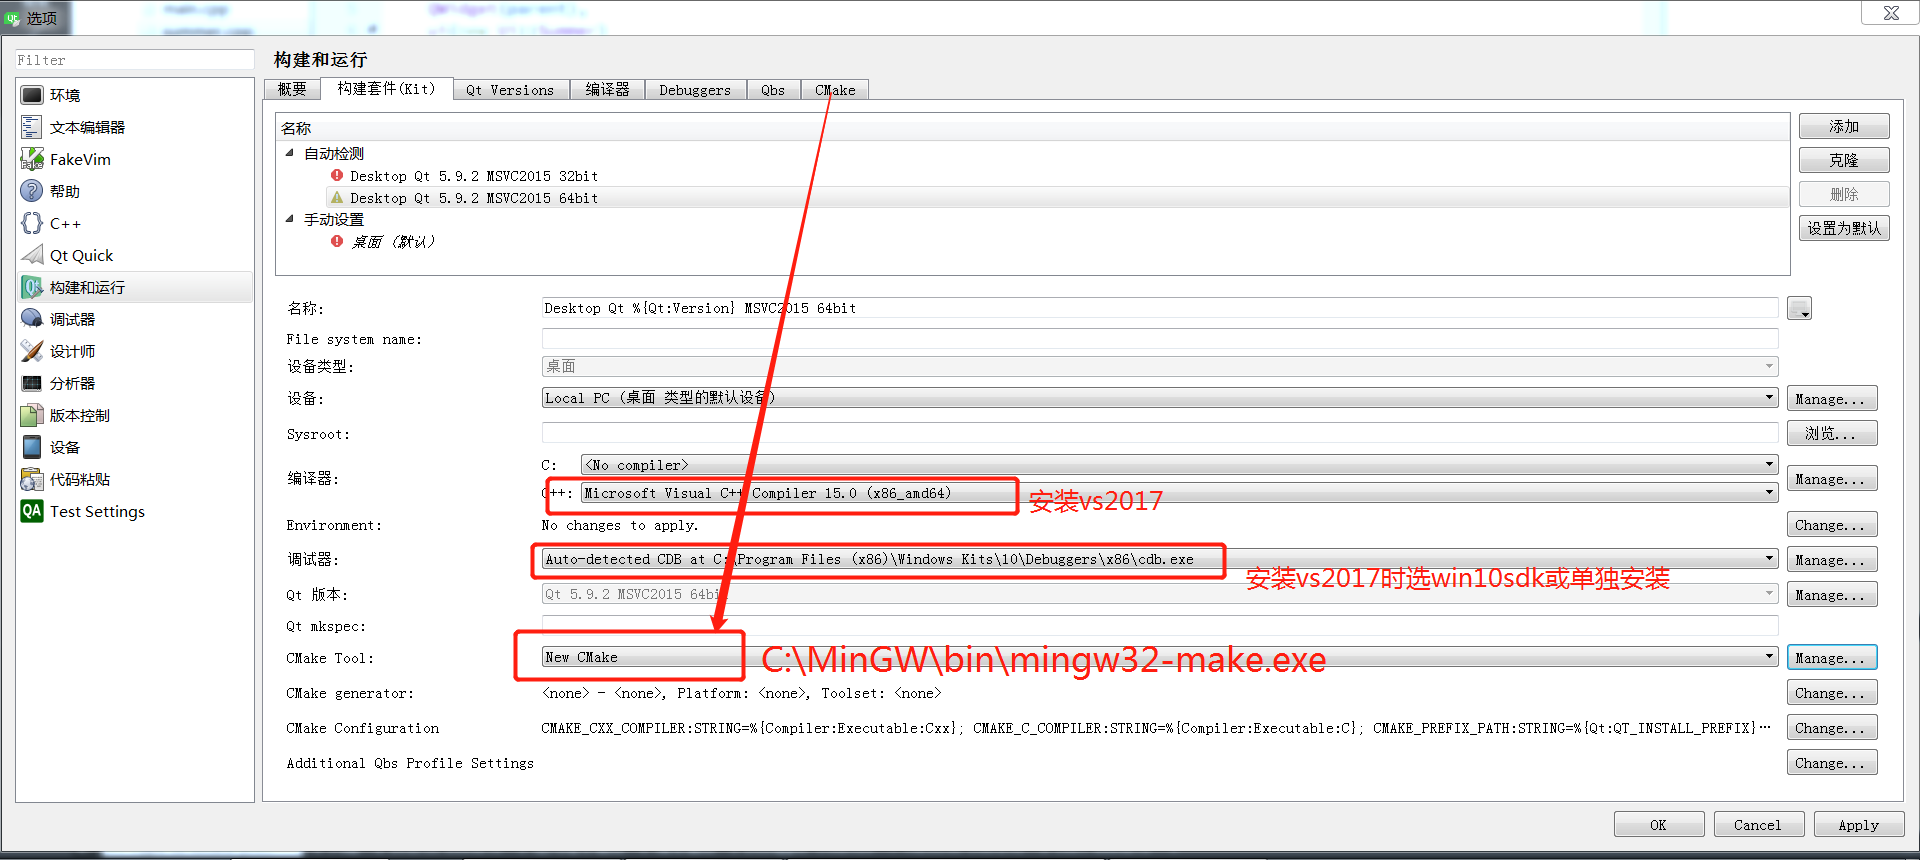 选项
Filter
环境
文本编辑器
FakeVim
帮助
C++
Qt Quick
构建和运行
调试器
设计师
分析器
版本控制
设备
代码粘贴
Test Settings
构建和运行
概要 构建套件(Kit) Qt Versions 编译器 Debuggers Qbs CMake
名称
自动检测
Desktop Qt 5.9.2 MSVC2015 32bit
Desktop Qt 5.9.2 MSVC2015 64bit
手动设置
桌面 (默认)
添加
克隆
删除
设置为默认
名称: Desktop Qt %{Qt:Version} MSVC2015 64bit
File system name:
设备类型: 桌面
设备: Local PC (桌面 类型的默认设备) Manage...
Sysroot: 浏览...
编译器: C: <No compiler> Manage...
C++: Microsoft Visual C++ Compiler 15.0 (x86_amd64) 安装vs2017
Environment: No changes to apply. Change...
调试器: Auto-detected CDB at C:\Program Files (x86)\Windows Kits\10\Debuggers\x86\cdb.exe Manage...
安装vs2017时选win10sdk或单独安装
Qt 版本: Qt 5.9.2 MSVC2015 64bit Manage...
Qt mkspec:
CMake Tool: New CMake C:\MinGW\bin\mingw32-make.exe Manage...
CMake generator: <none> - <none>, Platform: <none>, Toolset: <none> Change...
CMake Configuration CMAKE_CXX_COMPILER:STRING=%{Compiler:Executable:Cxx}; CMAKE_C_COMPILER:STRING=%{Compiler:Executable:C}; CMAKE_PREFIX_PATH:STRING=%{Qt:QT_INSTALL_PREFIX}… Change...
Additional Qbs Profile Settings Change...
OK Cancel Apply